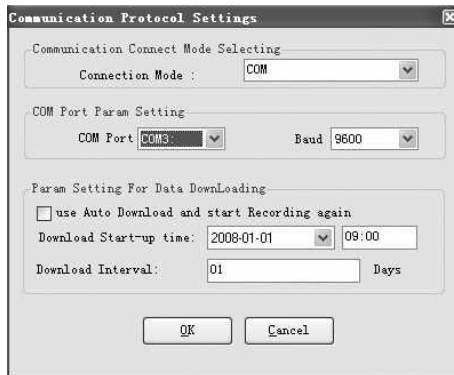 Communication Protocol Settings
Communication Connect Mode Selecting
Connection Mode : COM
COM Port Param Setting
COM Port COM3: Baud 9600
Param Setting For Data DownLoading
use Auto Download and start Recording again
Download Start-up time: 2008-01-01 09:00
Download Interval: 01 Days
OK Cancel